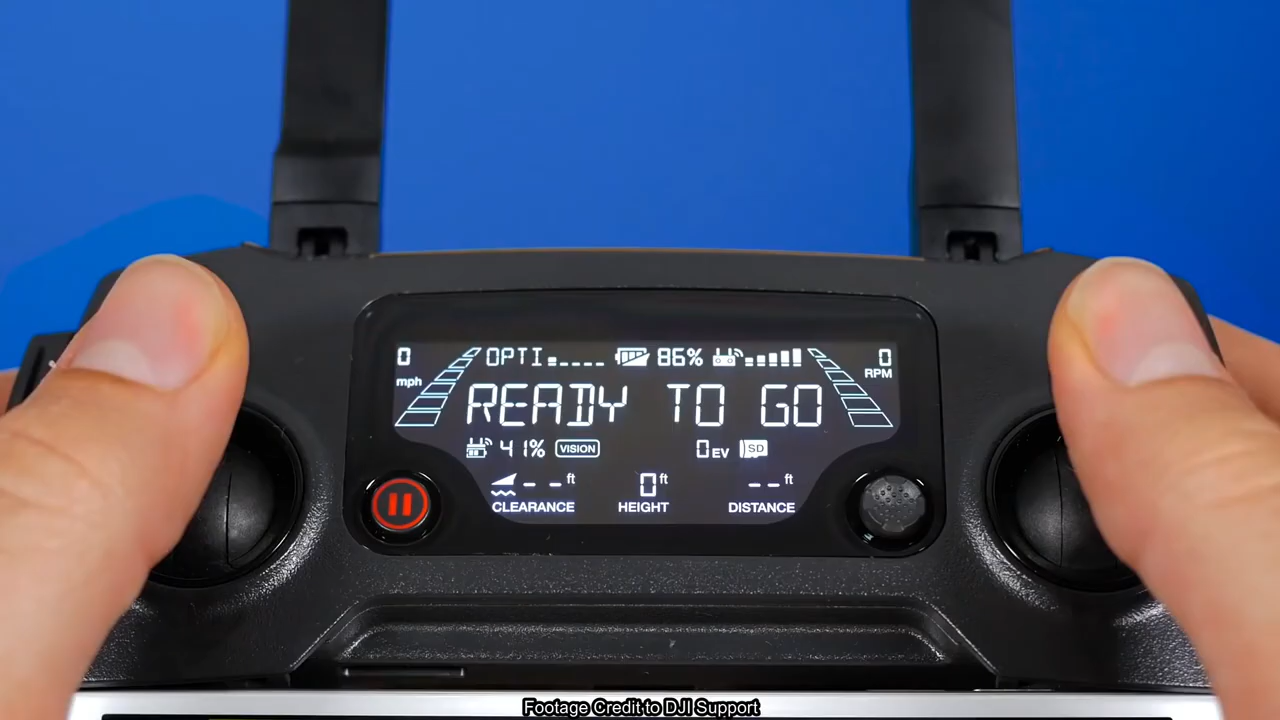 0 OPTI 86% 0
mph RPM
READY TO GO
41% VISION 0EV SD
--ft 0ft --ft
CLEARANCE HEIGHT DISTANCE
Footage Credit to DJI Support